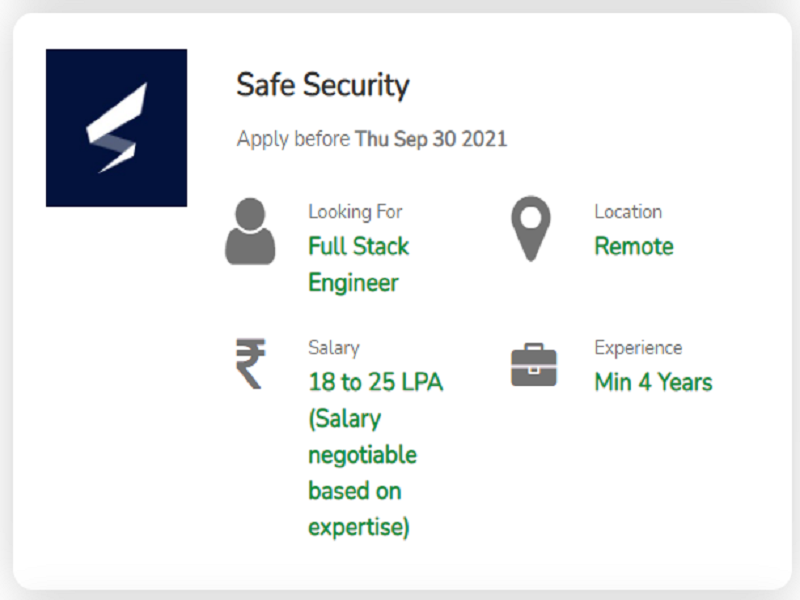 Safe Security
Apply before Thu Sep 30 2021
Looking For
Full Stack
Engineer
Location
Remote
Salary
18 to 25 LPA
(Salary
negotiable
based on
expertise)
Experience
Min 4 Years